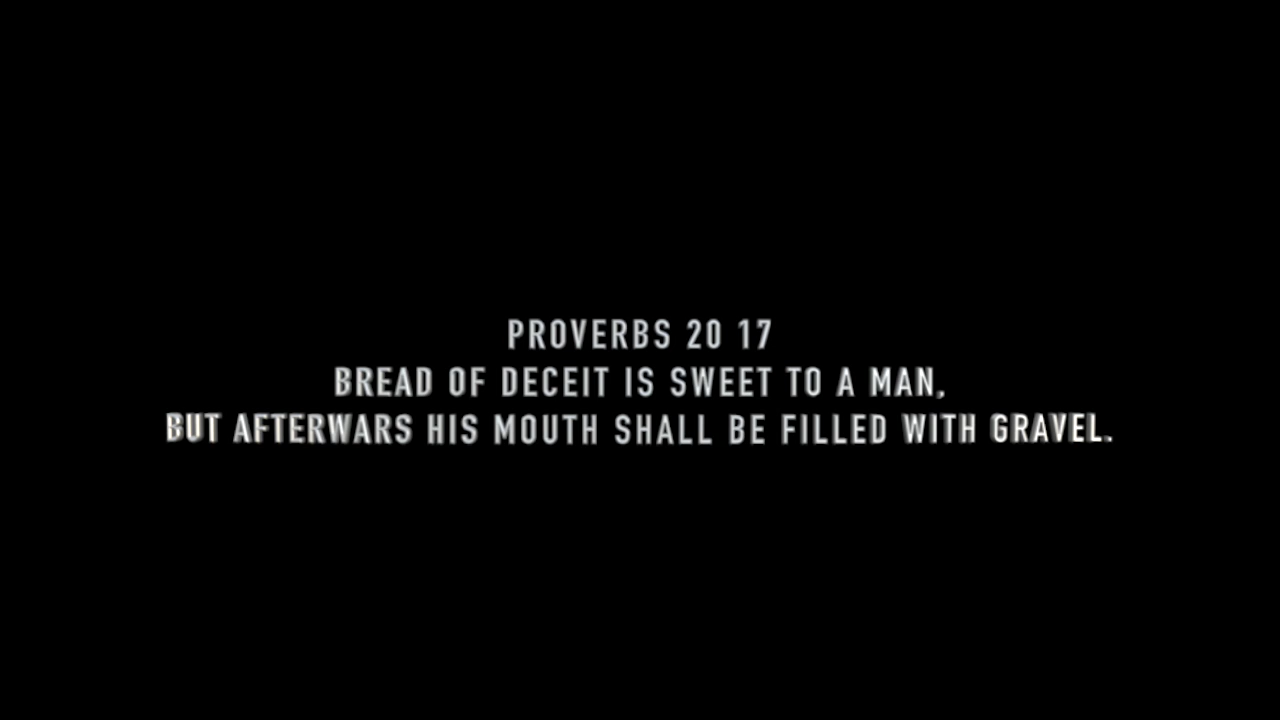 PROVERBS 20 17
BREAD OF DECEIT IS SWEET TO A MAN,
BUT AFTERWARS HIS MOUTH SHALL BE FILLED WITH GRAVEL.